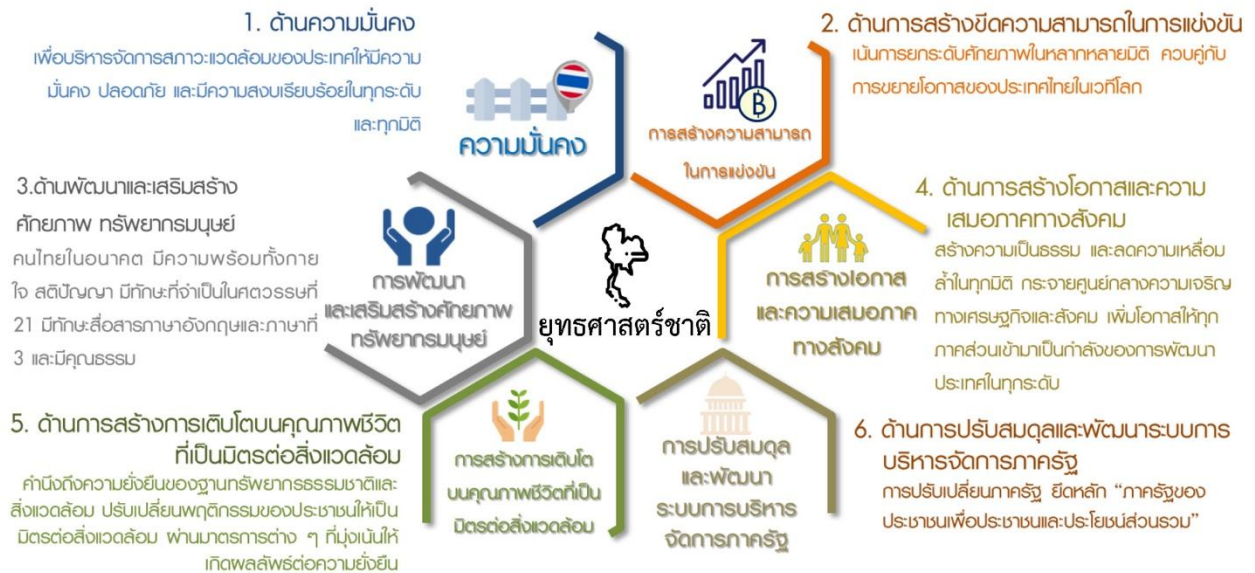 1. ด้านความมั่นคง
เพื่อบริหารจัดการสภาวะแวดล้อมของประเทศให้มีความ
มั่นคง ปลอดภัย และมีความสงบเรียบร้อยในทุกระดับ
และทุกมิติ
ความมั่นคง
2. ด้านการสร้างขีดความสามารถในการแข่งขัน
เน้นการยกระดับศักยภาพในหลากหลายมิติ ควบคู่กับ
การขยายโอกาสของประเทศไทยในเวทีโลก
การสร้างความสามารถ
ในการแข่งขัน
3.ด้านพัฒนาและเสริมสร้าง
ศักยภาพ ทรัพยากรมนุษย์
คนไทยในอนาคต มีความพร้อมทั้งกาย
ใจ สติปัญญา มีทักษะที่จำเป็นในศตวรรษที่
21 มีทักษะสื่อสารภาษาอังกฤษและภาษาที่
3 และมีคุณธรรม
การพัฒนา
และเสริมสร้างศักยภาพ
ทรัพยากรมนุษย์
ยุทธศาสตร์ชาติ
การสร้างโอกาส
และความเสมอภาค
ทางสังคม
4. ด้านการสร้างโอกาสและความ
เสมอภาคทางสังคม
สร้างความเป็นธรรม และลดความเหลื่อม
ล้ำในทุกมิติ กระจายศูนย์กลางความเจริญ
ทางเศรษฐกิจและสังคม เพิ่มโอกาสให้ทุก
ภาคส่วนเข้ามาเป็นกำลังของการพัฒนา
ประเทศในทุกระดับ
5. ด้านการสร้างการเติบโตบนคุณภาพชีวิต
ที่เป็นมิตรต่อสิ่งแวดล้อม
คำนึงถึงความยั่งยืนของฐานทรัพยากรธรรมชาติและ
สิ่งแวดล้อม ปรับเปลี่ยนพฤติกรรมของประชาชนให้เป็น
มิตรต่อสิ่งแวดล้อม ผ่านมาตรการต่าง ๆ ที่มุ่งเน้นให้
เกิดผลลัพธ์ต่อความยั่งยืน
การสร้างการเติบโต
บนคุณภาพชีวิตที่เป็น
มิตรต่อสิ่งแวดล้อม
การปรับสมดุล
และพัฒนา
ระบบการบริหาร
จัดการภาครัฐ
6. ด้านการปรับสมดุลและพัฒนาระบบการ
บริหารจัดการภาครัฐ
การปรับเปลี่ยนภาครัฐ ยึดหลัก “ภาครัฐของ
ประชาชนเพื่อประชาชนและประโยชน์ส่วนรวม”